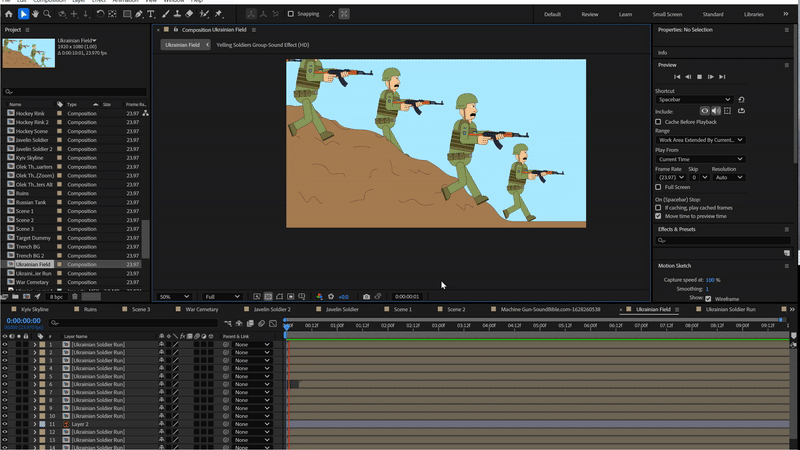 File Edit Composition Layer Effect Animation View Window Help
Snapping
Default Review Learn Small Screen Standard Libraries
Project
Ukrainian Field
1920 x 1080 (1.00)
Δ 0:00:10:01, 23.976 fps
Name Type Size Frame Ra..
Hockey Rink Composition 23.97
Hockey Rink 2 Composition 23.97
Hockey Scene Composition 23.97
Javelin Soldier Composition 23.97
Javelin Soldier 2 Composition 23.97
Kyiv Skyline Composition 23.97
Olek Th...uarters Composition 23.97
Olek Th...(Zoom) Composition 23.97
Olek Th...ters Alt Composition 23.97
Ruins Composition 23.97
Russian Tank Composition 23.97
Scene 1 Composition 23.97
Scene 2 Composition 23.97
Scene 3 Composition 23.97
Target Dummy Composition 23.97
Trench BG Composition 23.97
Trench BG 2 Composition 23.97
Ukrainian Field Composition 23.97
Ukraini...ier Run Composition 23.97
War Cemetary Composition 23.97
8 bpc
Composition Ukrainian Field
Ukrainian Field Yelling Soldiers Group-Sound Effect (HD)
50% Full +0.0 0:00:00:01
Properties: No Selection
Info
Preview
Shortcut
Spacebar
Include:
Cache Before Playback
Range
Work Area Extended By Current...
Play From
Current Time
Frame Rate Skip Resolution
(23.97) 0 Auto
Full Screen
On (Spacebar) Stop:
If caching, play cached frames
Move time to preview time
Effects & Presets
Motion Sketch
Capture speed at: 100 %
Smoothing: 1
Show: Wireframe
Kyiv Skyline Ruins Scene 3 War Cemetary Javelin Soldier 2 Javelin Soldier Scene 1 Scene 2 Machine Gun-SoundBible.com-1628260538 Ukrainian Field Ukrainian Soldier Run
0:00:00:00
# Layer Name Parent & Link
00:12f 01:00f 01:12f 02:00f 02:12f 03:00f 03:12f 04:00f 04:12f 05:00f 05:12f 06:00f 06:12f 07:00f 07:12f 08:00f 08:12f 09:00f 09:12f
1 [Ukrainian Soldier Run] None
2 [Ukrainian Soldier Run] None
3 [Ukrainian Soldier Run] None
4 [Ukrainian Soldier Run] None
5 [Ukrainian Soldier Run] None
6 [Ukrainian Soldier Run] None
7 [Ukrainian Soldier Run] None
8 [Ukrainian Soldier Run] None
9 [Ukrainian Soldier Run] None
10 [Ukrainian Soldier Run] None
11 Layer 2 None
12 [Ukrainian Soldier Run] None
13 [Ukrainian Soldier Run] None
14 [Ukrainian Soldier Run] None